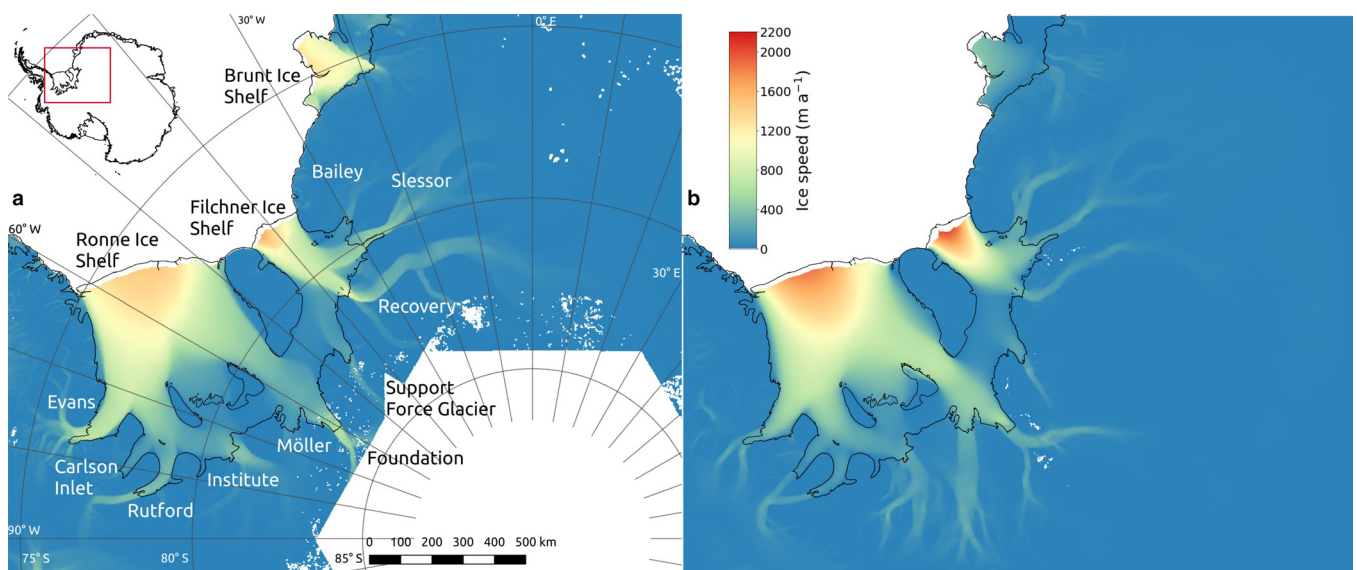 30° W
0° E
Brunt Ice
Shelf
Bailey
Slessor
a
Filchner Ice
Shelf
60° W
Ronne Ice
Shelf
30° E
Recovery
Support
Force Glacier
Evans
Möller
Foundation
Carlson
Inlet
Institute
Rutford
90° W
75° S
80° S
85° S
0 100 200 300 400 500 km
2200
2000
1600
1200
800
400
0
Ice speed (m a⁻¹)
b